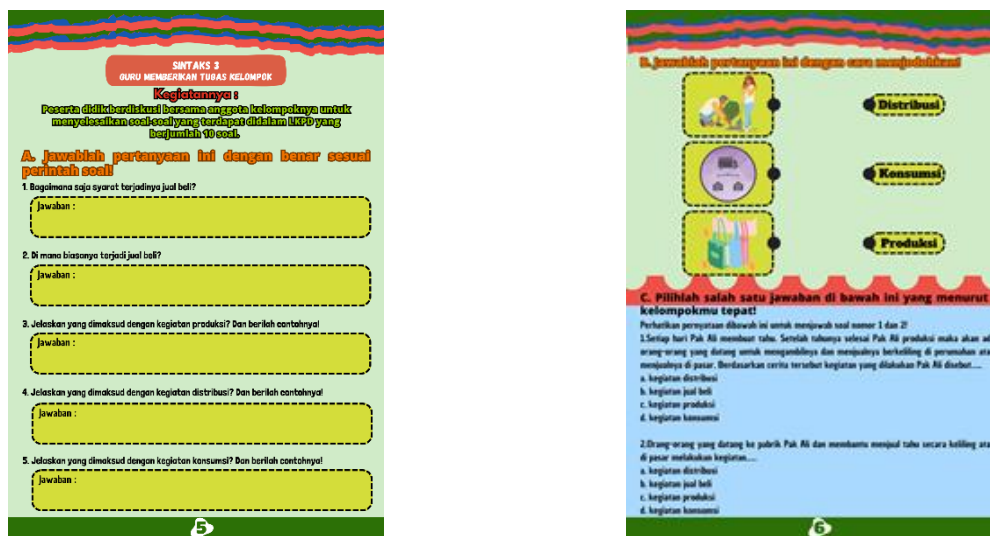 SINTAKS 3
GURU MEMBERIKAN TUGAS KELOMPOK
Kegiatannya :
Peserta didik berdiskusi bersama anggota kelompoknya untuk
menyelesaikan soal-soal yang terdapat didalam LKPD yang
berjumlah 10 soal.
A. Jawablah pertanyaan ini dengan benar sesuai
perintah soal!
1. Bagaimana saja syarat terjadinya jual beli?
Jawaban :
2. Di mana biasanya terjadi jual beli?
Jawaban :
3. Jelaskan yang dimaksud dengan kegiatan produksi? Dan berilah contohnya!
Jawaban :
4. Jelaskan yang dimaksud dengan kegiatan distribusi? Dan berilah contohnya!
Jawaban :
5. Jelaskan yang dimaksud dengan kegiatan konsumsi? Dan berilah contohnya!
Jawaban :
5
B. Jawablah pertanyaan ini dengan cara menjodohkan!
Distribusi
Konsumsi
Produksi
C. Pilihlah salah satu jawaban di bawah ini yang menurut
kelompokmu tepat!
Perhatikan pernyataan dibawah ini untuk menjawab soal nomor 1 dan 2!
1.Setiap hari Pak Ali membuat tahu. Setelah tahunya selesai Pak Ali produksi maka akan ad
orang-orang yang datang untuk mengambilnya dan menjualnya berkeliling di perumahan ata
menjualnya di pasar. Berdasarkan cerita tersebut kegiatan yang dilakukan Pak Ali disebut.....
a. kegiatan distribusi
b. kegiatan jual beli
c. kegiatan produksi
d. kegiatan konsumsi
2.Orang-orang yang datang ke pabrik Pak Ali dan membantu menjual tahu secara keliling ata
di pasar melakukan kegiatan.....
a. kegiatan distribusi
b. kegiatan jual beli
c. kegiatan produksi
d. kegiatan konsumsi
6